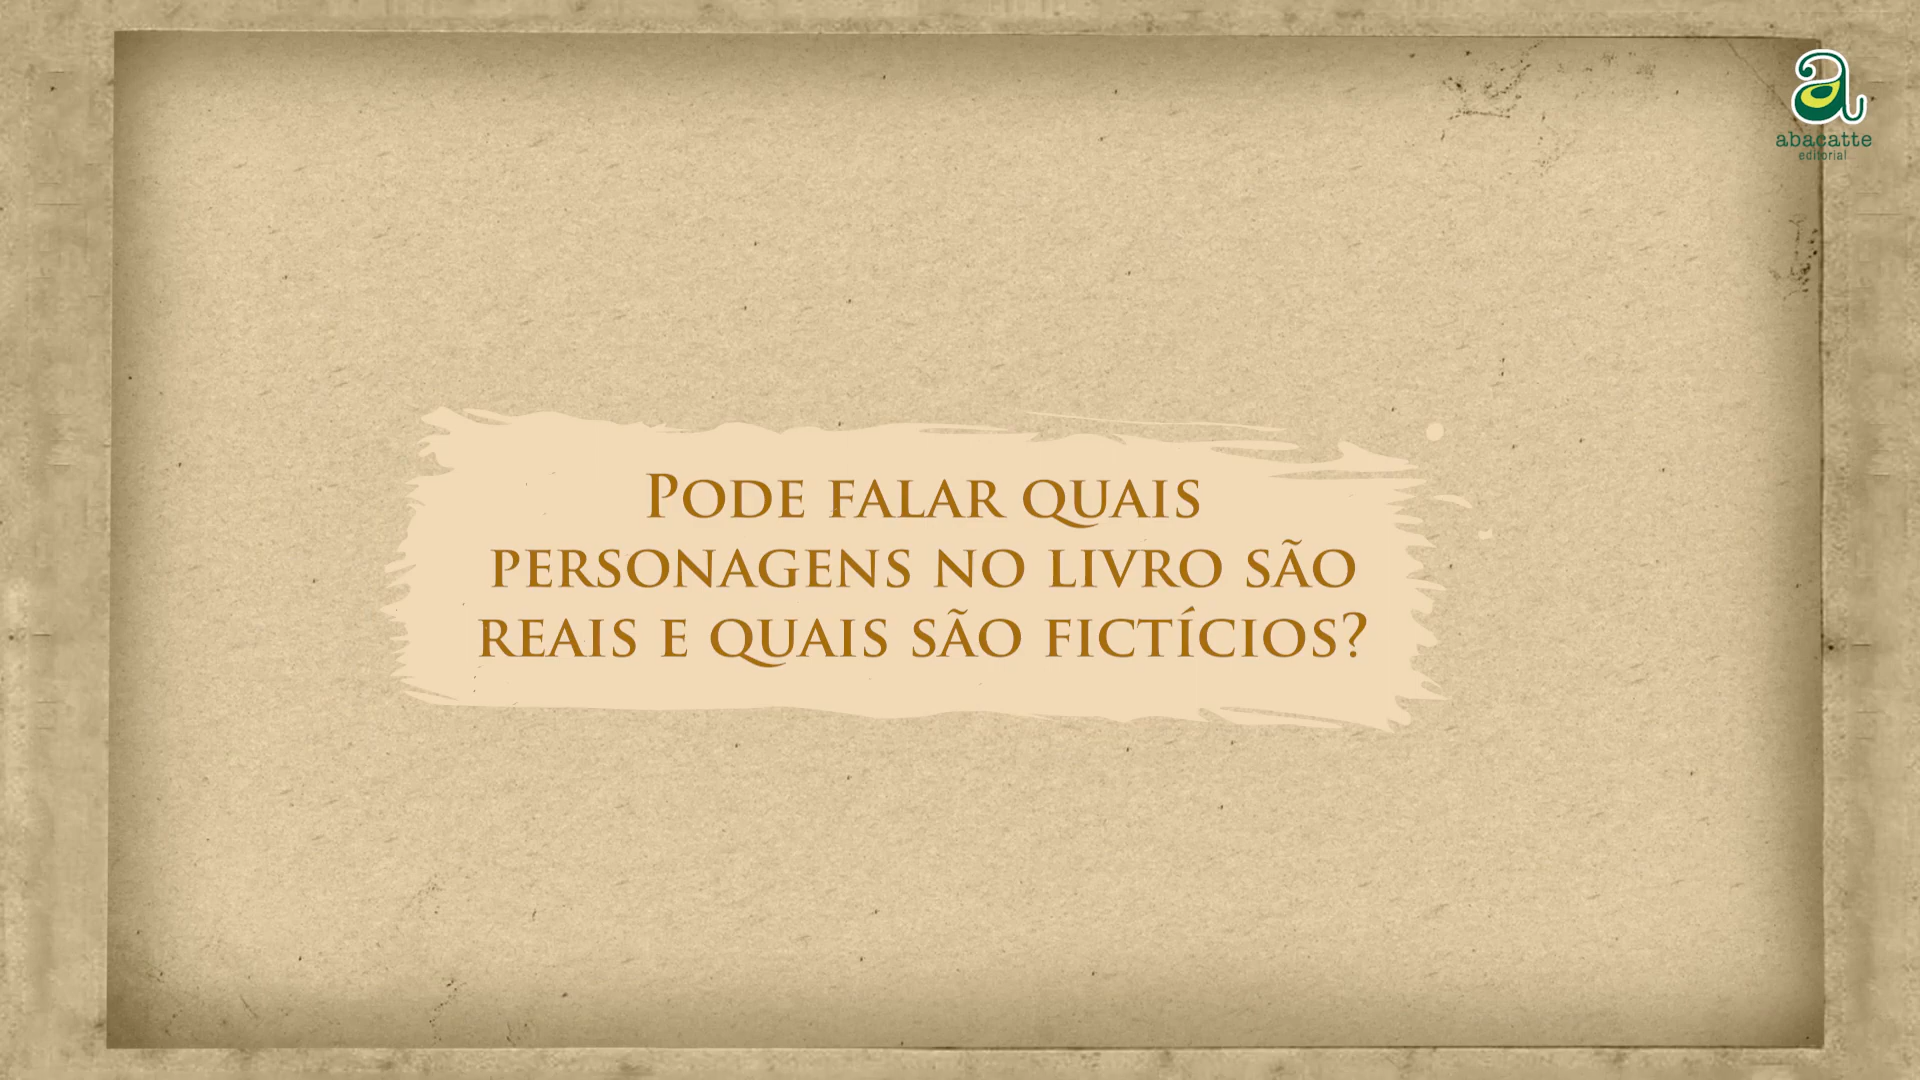 abacatte
editorial
Pode falar quais
personagens no livro são
reais e quais são fictícios?